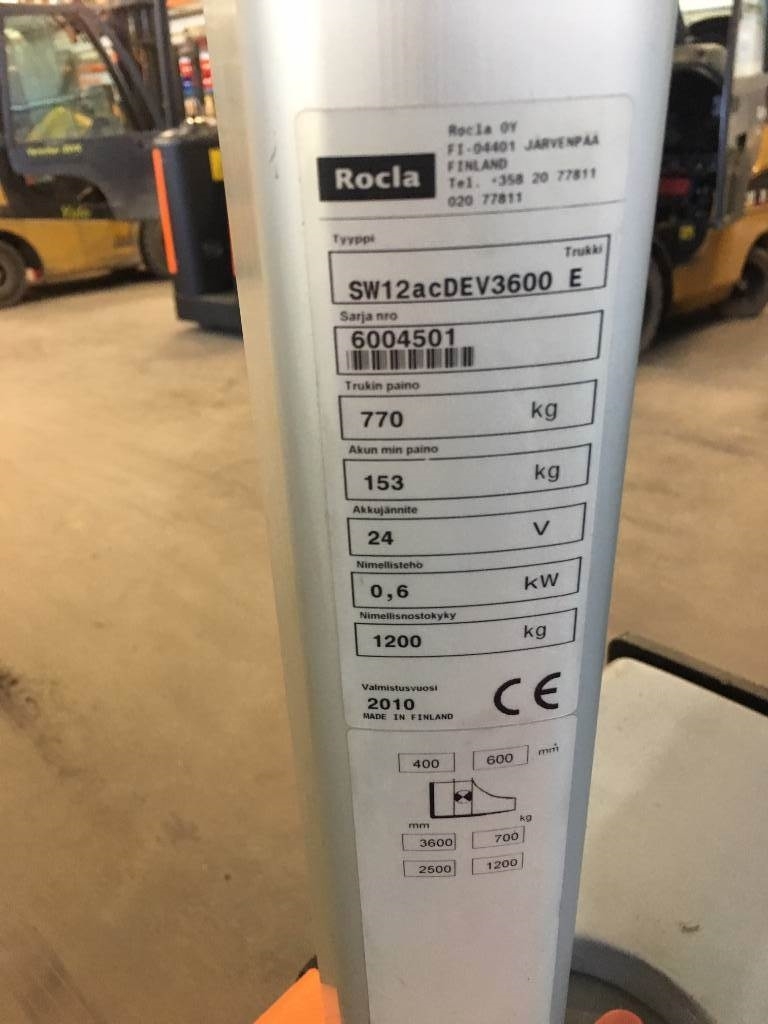 Rocla
Rocla OY
FI-04401 JÄRVENPÄÄ
FINLAND
Tel. +358 20 77811
020 77811
Tyyppi
Trukki
SW12acDEV3600 E
Sarja nro
6004501
Trukin paino
770 kg
Akun min paino
153 kg
Akkujännite
24 V
Nimellisteho
0,6 kW
Nimellisnostokyky
1200 kg
Valmistusvuosi
2010
MADE IN FINLAND
CE
400 600 mm
mm kg
3600 700
2500 1200